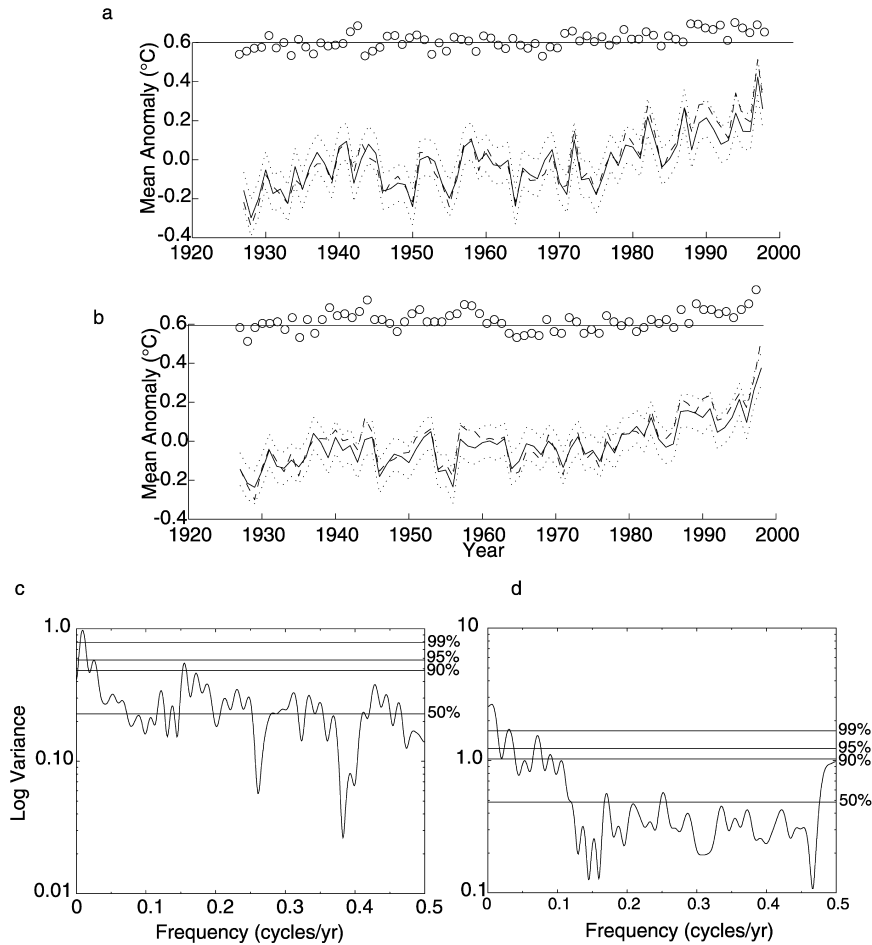 a
Mean Anomaly (°C)
0.6
0.4
0.2
0.0
-0.2
-0.4
1920 1930 1940 1950 1960 1970 1980 1990 2000
b
Mean Anomaly (°C)
0.6
0.4
0.2
0.0
-0.2
-0.4
1920 1930 1940 1950 1960 1970 1980 1990 2000
Year
c
Log Variance
1.0
0.10
0.01
99%
95%
90%
50%
0 0.1 0.2 0.3 0.4 0.5
Frequency (cycles/yr)
d
10
1.0
0.1
99%
95%
90%
50%
0 0.1 0.2 0.3 0.4 0.5
Frequency (cycles/yr)